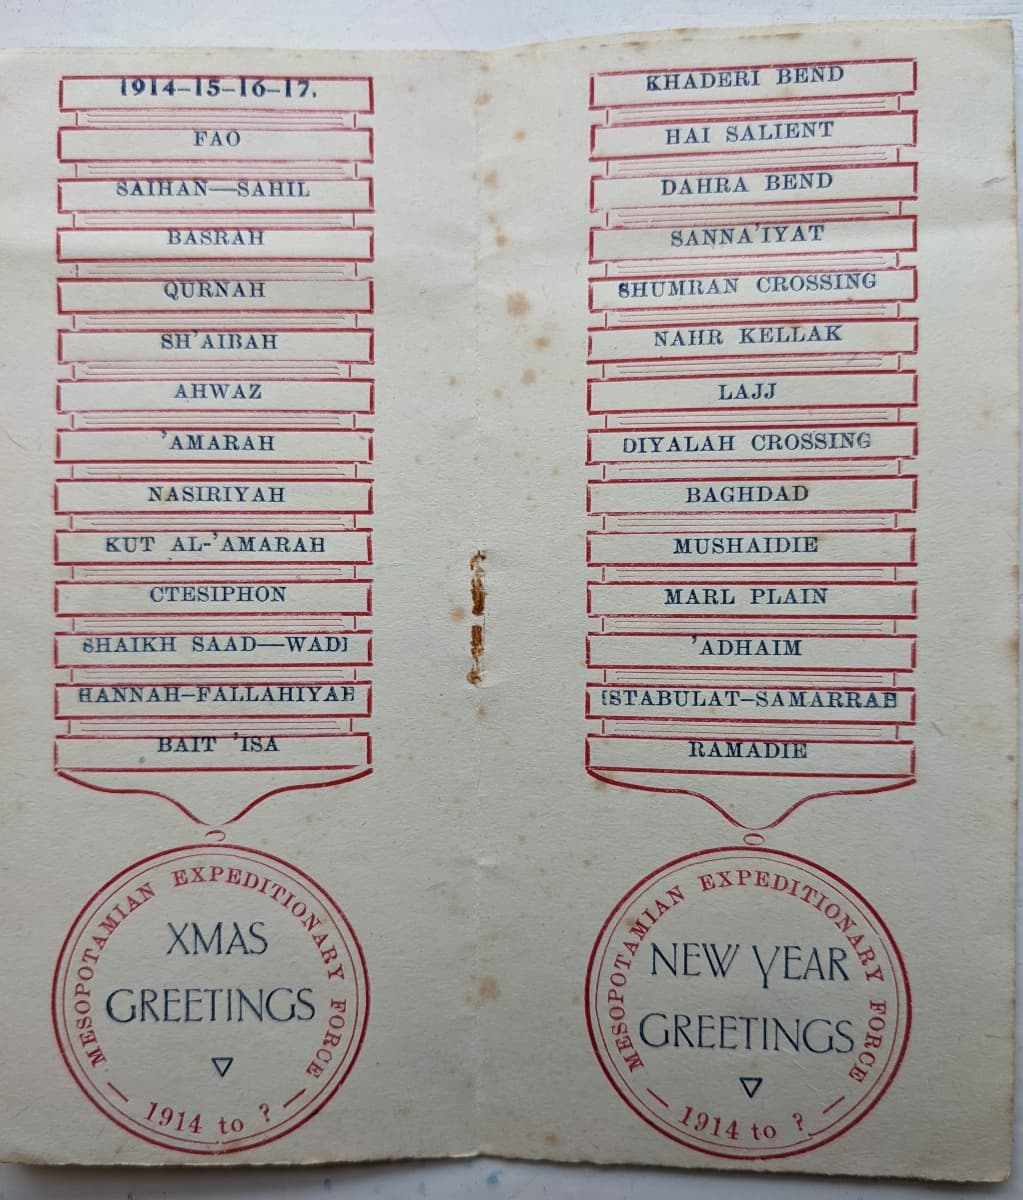 1914–15–16–17.
FAO
SAIHAN—SAHIL
BASRAH
QURNAH
SH'AIBAH
AHWAZ
'AMARAH
NASIRIYAH
KUT AL-'AMARAH
CTESIPHON
SHAIKH SAAD—WADI
HANNAH–FALLAHIYAH
BAIT 'ISA
MESOPOTAMIAN EXPEDITIONARY FORCE
XMAS
GREETINGS
— 1914 to ? —
KHADERI BEND
HAI SALIENT
DAHRA BEND
SANNA'IYAT
SHUMRAN CROSSING
NAHR KELLAK
LAJJ
DIYALAH CROSSING
BAGHDAD
MUSHAIDIE
MARL PLAIN
'ADHAIM
ISTABULAT–SAMARRAH
RAMADIE
MESOPOTAMIAN EXPEDITIONARY FORCE
NEW YEAR
GREETINGS
— 1914 to ? —